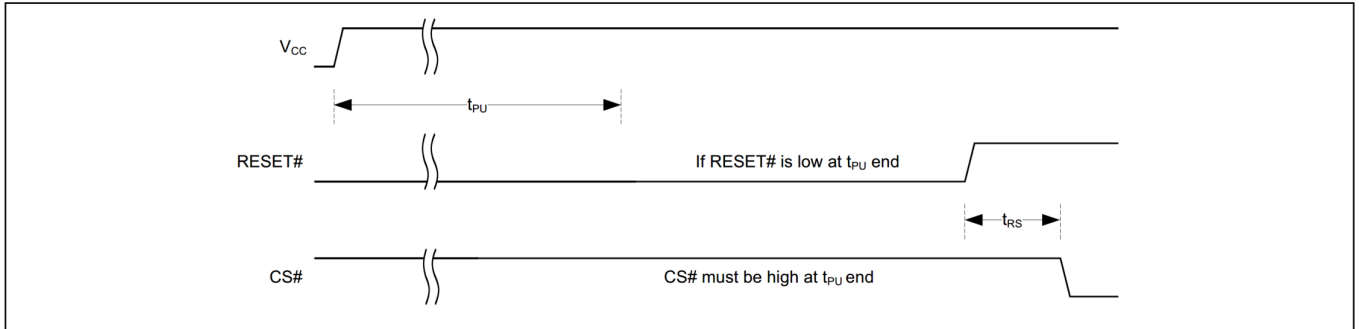 VCC
tPU
RESET#
If RESET# is low at tPU end
tRS
CS#
CS# must be high at tPU end